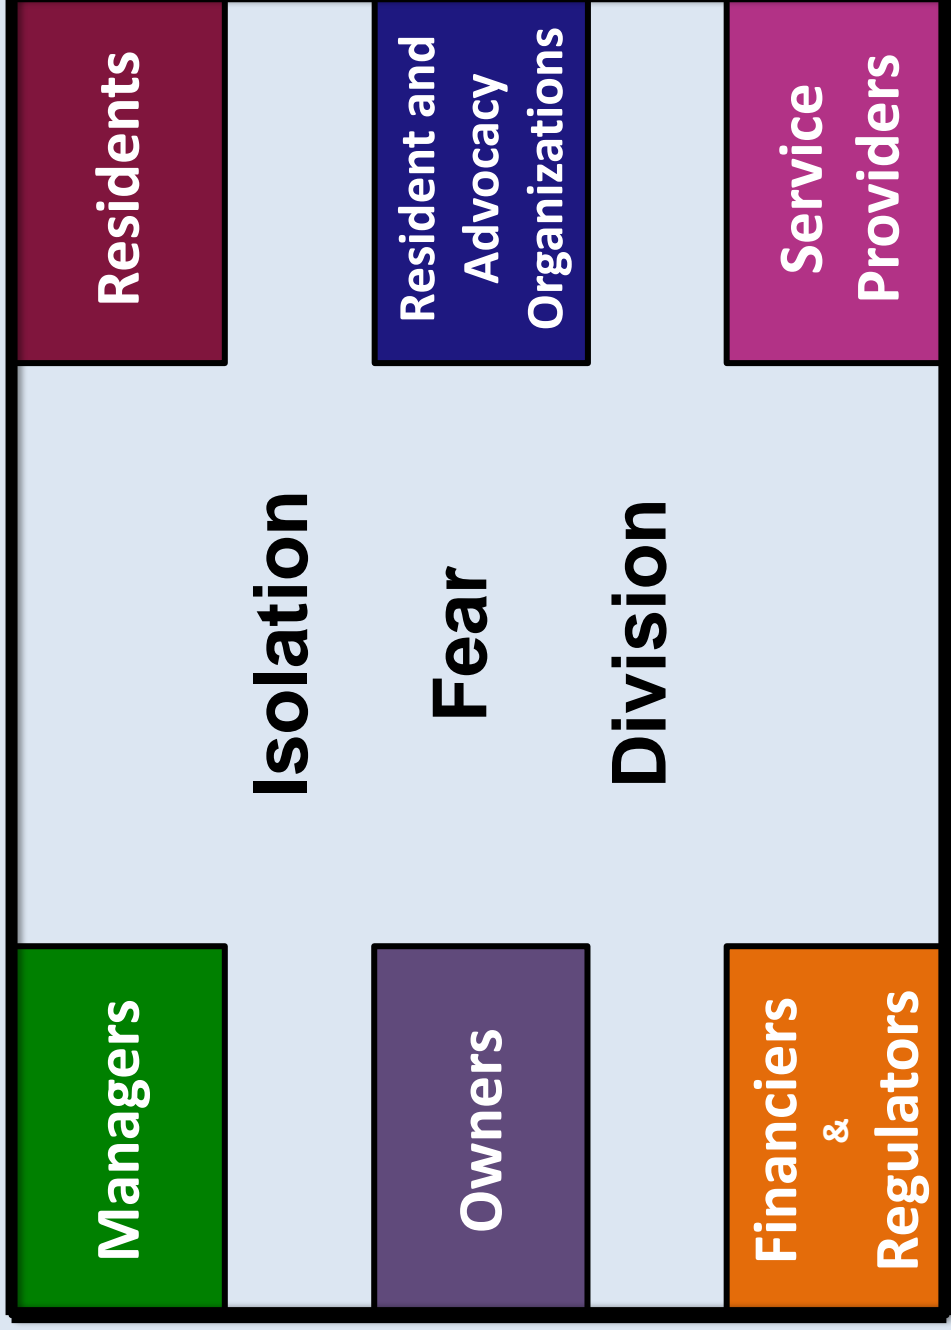 Managers
Residents
Isolation
Owners
Fear
Resident and
Advocacy
Organizations
Division
Financiers
&
Regulators
Service
Providers